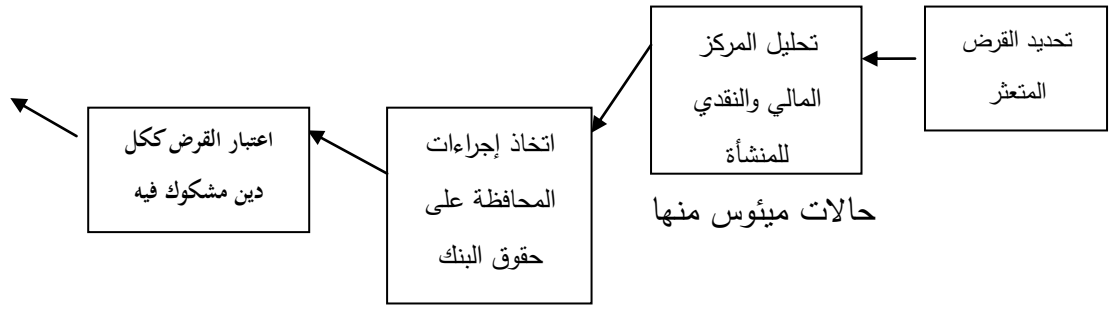 تحديد القرض
المتعثر
تحليل المركز
المالي والنقدي
للمنشأة
حالات ميئوس منها
اتخاذ إجراءات
المحافظة على
حقوق البنك
اعتبار القرض ككل
دين مشكوك فيه